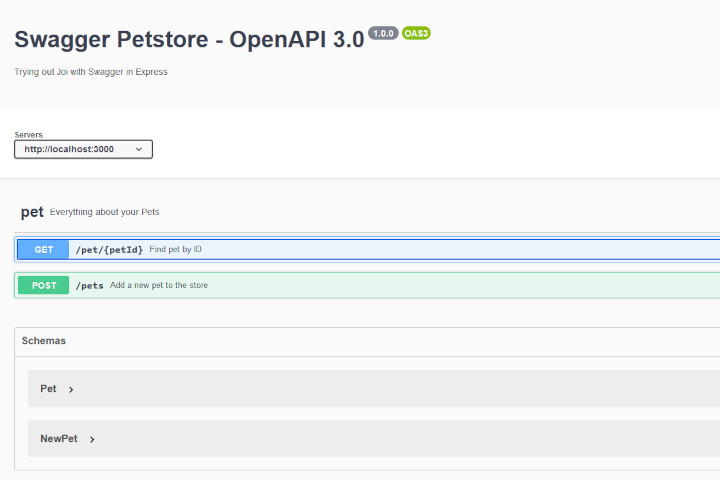 Swagger Petstore - OpenAPI 3.0 1.0.0 OAS3
Trying out Joi with Swagger in Express
Servers
http://localhost:3000
pet Everything about your Pets
GET /pet/{petId} Find pet by ID
POST /pets Add a new pet to the store
Schemas
Pet
NewPet